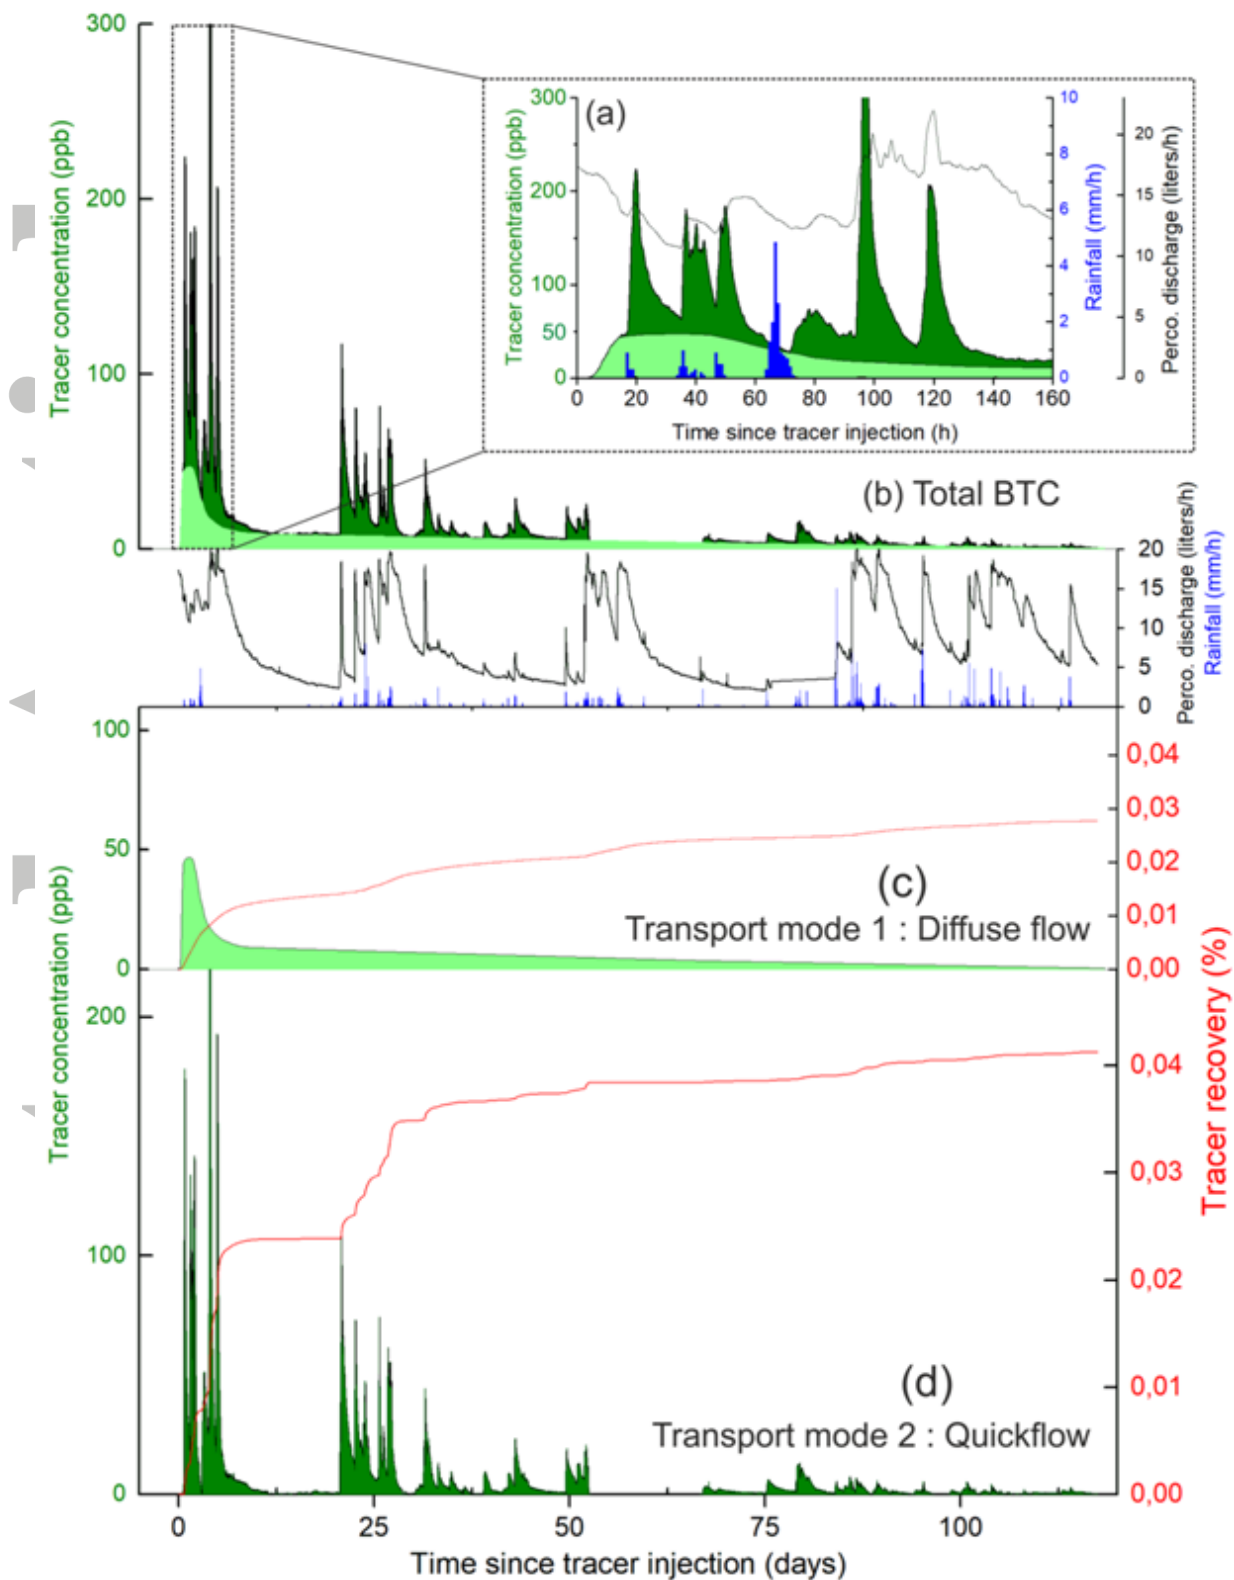 300
200
100
0
Tracer concentration (ppb)
(a)
300
200
100
50
0
Tracer concentration (ppb)
10
8
6
4
2
0
Rainfall (mm/h)
20
15
10
5
0
Perco. discharge (liters/h)
0 20 40 60 80 100 120 140 160
Time since tracer injection (h)
(b) Total BTC
20
15
10
5
0
Perco. discharge (liters/h)
Rainfall (mm/h)
100
50
0
Tracer concentration (ppb)
0,04
0,03
0,02
0,01
0,00
(c)
Transport mode 1 : Diffuse flow
200
100
0
Tracer concentration (ppb)
0,04
0,03
0,02
0,01
0,00
Tracer recovery (%)
(d)
Transport mode 2 : Quickflow
0 25 50 75 100
Time since tracer injection (days)